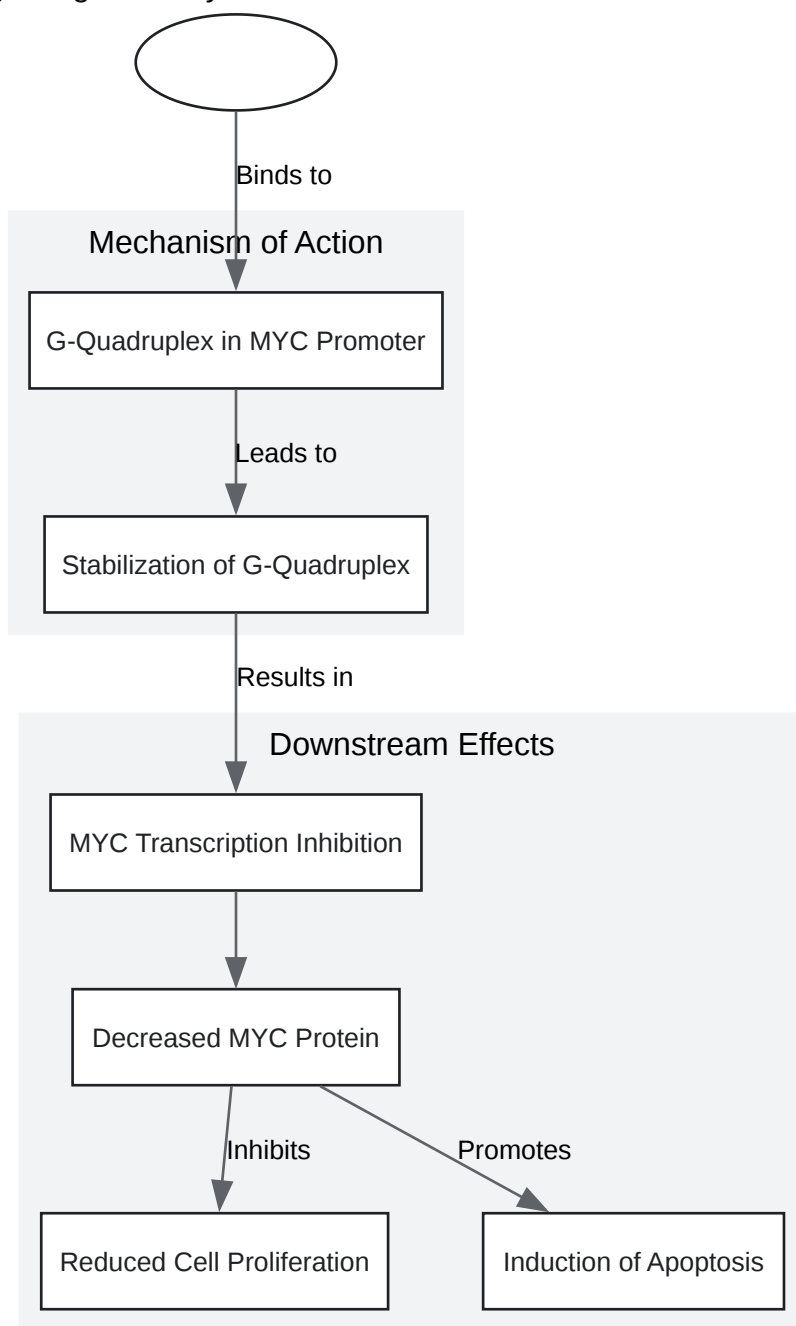 Binds to
Mechanism of Action
G-Quadruplex in MYC Promoter
Leads to
Stabilization of G-Quadruplex
Results in
Downstream Effects
MYC Transcription Inhibition
Decreased MYC Protein
Inhibits
Promotes
Reduced Cell Proliferation
Induction of Apoptosis